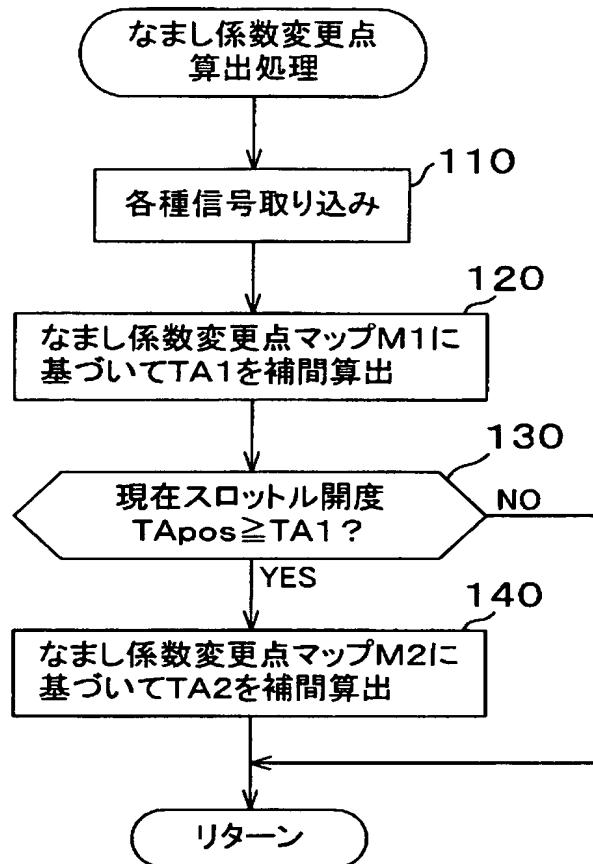 なまし係数変更点
算出処理
110
各種信号取り込み
120
なまし係数変更点マップM1に
基づいてTA1を補間算出
130
現在スロットル開度
TApos≧TA1?
NO
YES
140
なまし係数変更点マップM2に
基づいてTA2を補間算出
リターン